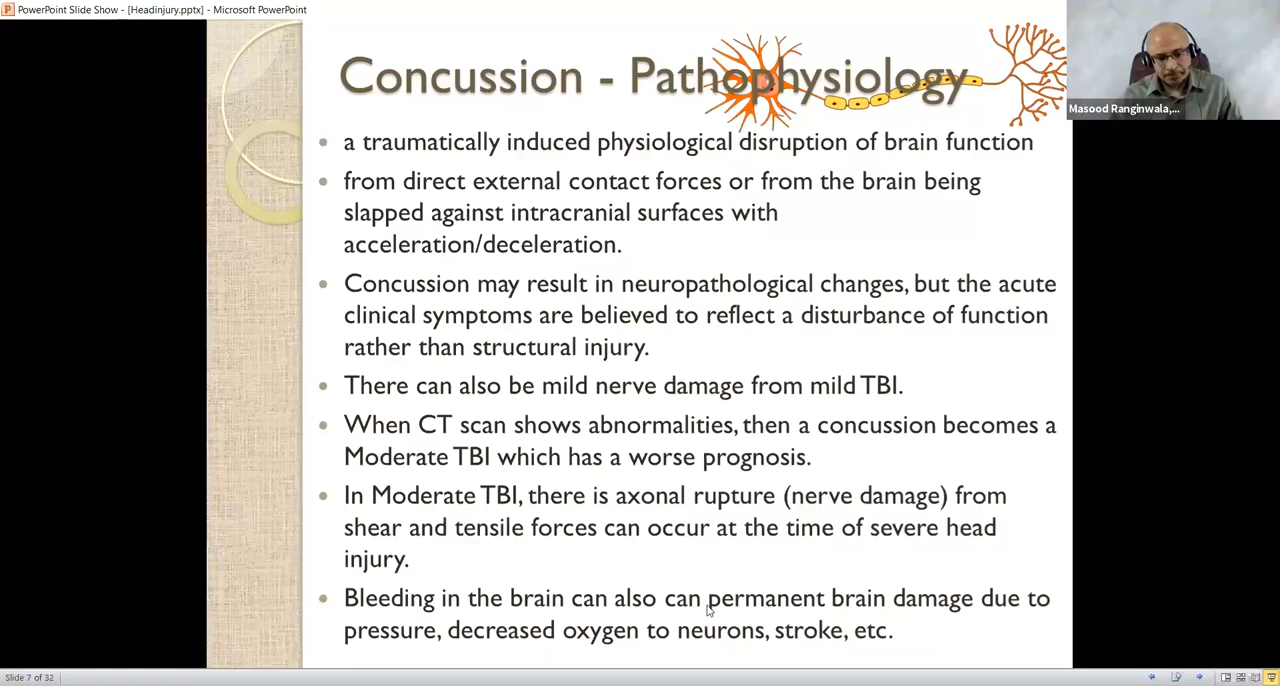 PowerPoint Slide Show - [Headinjury.pptx] - Microsoft PowerPoint
Concussion - Pathophysiology
Masood Ranginwala,...
• a traumatically induced physiological disruption of brain function
• from direct external contact forces or from the brain being
slapped against intracranial surfaces with
acceleration/deceleration.
• Concussion may result in neuropathological changes, but the acute
clinical symptoms are believed to reflect a disturbance of function
rather than structural injury.
• There can also be mild nerve damage from mild TBI.
• When CT scan shows abnormalities, then a concussion becomes a
Moderate TBI which has a worse prognosis.
• In Moderate TBI, there is axonal rupture (nerve damage) from
shear and tensile forces can occur at the time of severe head
injury.
• Bleeding in the brain can also can permanent brain damage due to
pressure, decreased oxygen to neurons, stroke, etc.
Slide 7 of 32